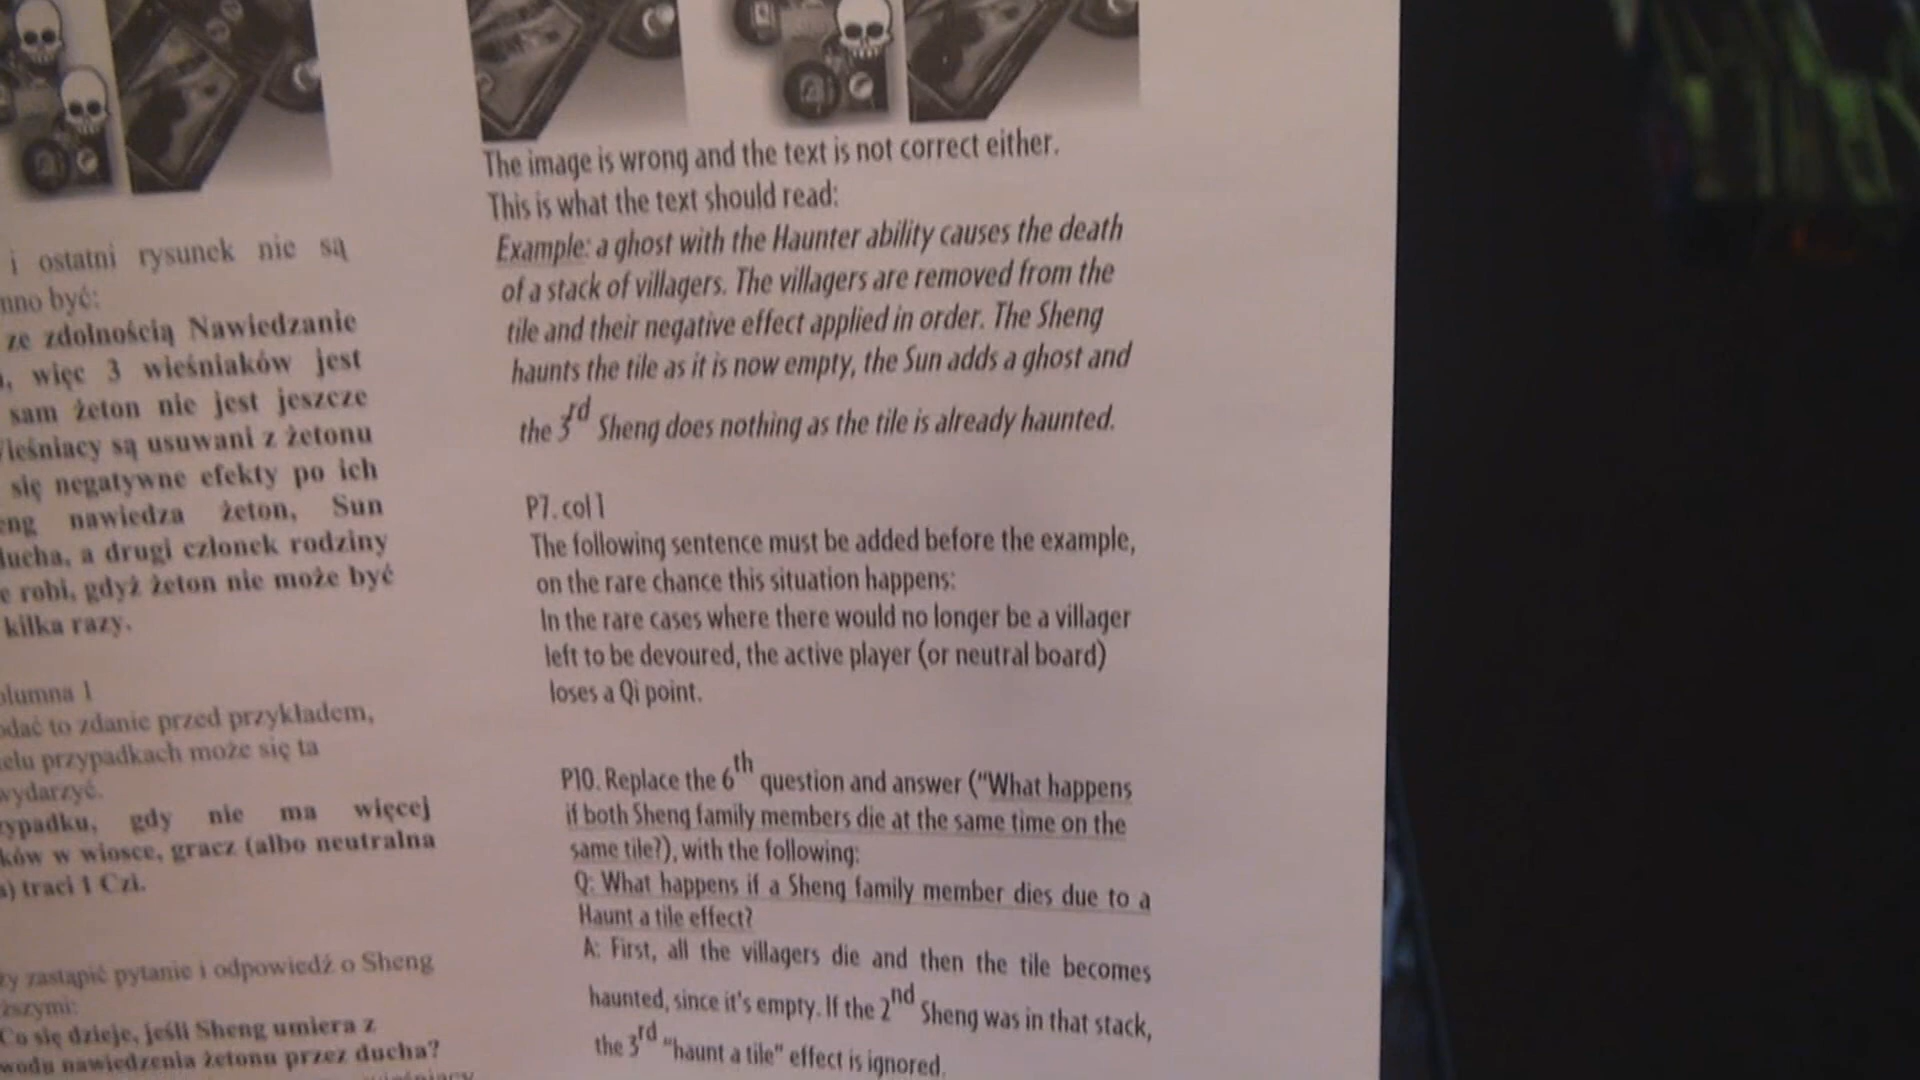 i ostatni rysunek nie są
być:
ze zdolnością Nawiedzanie
więc 3 wieśniaków jest
sam żeton nie jest jeszcze
są usuwani z żetonu
się negatywne efekty po ich
nawiedza żeton, Sun
ducha, a drugi członek rodziny
robi, gdyż żeton nie może być
kilka razy.
1
to zdanie przed przykładem,
przypadkach może się ta
wydarzyć.
gdy nie ma więcej
w wiosce, gracz (albo neutralna
traci 1 Czi.
zastąpić pytanie i odpowiedź o Sheng
Co się dzieje, jeśli Sheng umiera z
nawiedzenia żetonu przez ducha?
The image is wrong and the text is not correct either.
This is what the text should read:
Example: a ghost with the Haunter ability causes the death
of a stack of villagers. The villagers are removed from the
tile and their negative effect applied in order. The Sheng
haunts the tile as it is now empty, the Sun adds a ghost and
the 3rd Sheng does nothing as the tile is already haunted.
P7. col 1
The following sentence must be added before the example,
on the rare chance this situation happens:
In the rare cases where there would no longer be a villager
left to be devoured, the active player (or neutral board)
loses a Qi point.
P10. Replace the 6th question and answer ("What happens
if both Sheng family members die at the same time on the
same tile?), with the following:
Q: What happens if a Sheng family member dies due to a
Haunt a tile effect?
A: First, all the villagers die and then the tile becomes
haunted, since it's empty. If the 2nd Sheng was in that stack,
the 3rd "haunt a tile" effect is ignored.